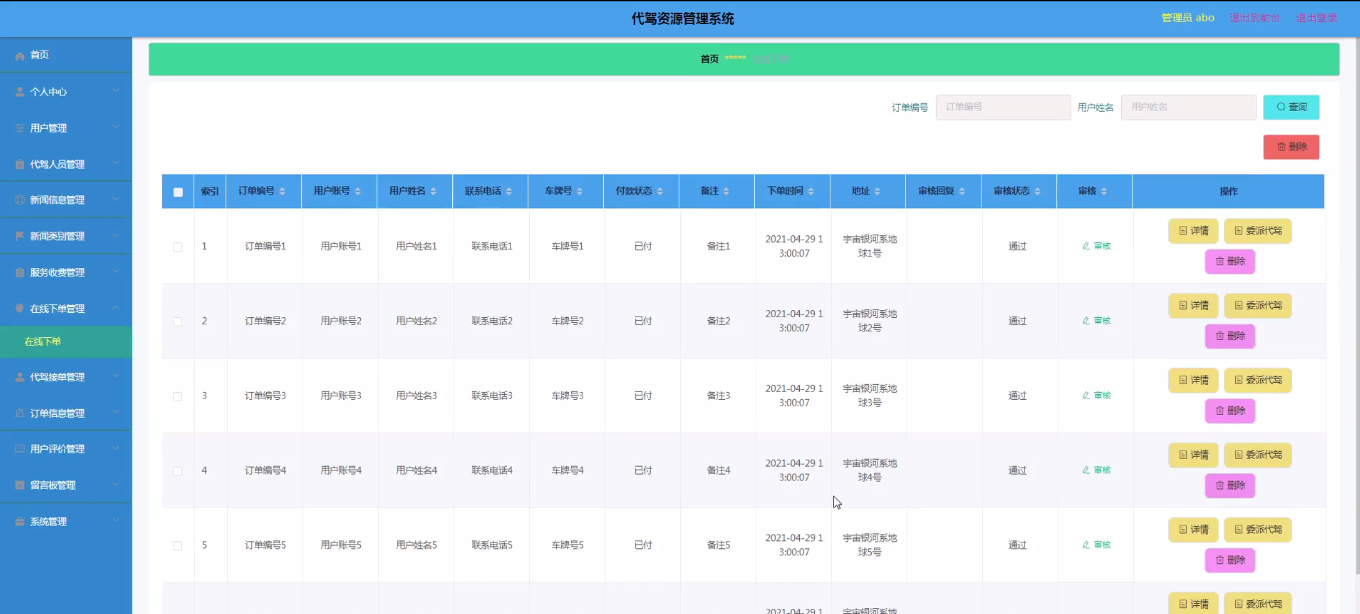 代驾资源管理系统
管理员 abo 退出到前台 退出登录
首页
个人中心
用户管理
代驾人员管理
新闻信息管理
新闻类别管理
服务收费管理
在线下单管理
在线下单
代驾接单管理
订单信息管理
用户评价管理
留言板管理
系统管理
首页 *****
订单编号 订单编号 用户姓名 用户姓名 查询
删除
索引 订单编号 用户账号 用户姓名 联系电话 车牌号 付款状态 备注 下单时间 地址 审核回复 审核状态 审核 操作
1 订单编号1 用户账号1 用户姓名1 联系电话1 车牌号1 已付 备注1 2021-04-29 1 宇宙银河系地 通过 审核 详情 委派代驾
3:00:07 球1号 删除
2 订单编号2 用户账号2 用户姓名2 联系电话2 车牌号2 已付 备注2 2021-04-29 1 宇宙银河系地 通过 审核 详情 委派代驾
3:00:07 球2号 删除
3 订单编号3 用户账号3 用户姓名3 联系电话3 车牌号3 已付 备注3 2021-04-29 1 宇宙银河系地 通过 审核 详情 委派代驾
3:00:07 球3号 删除
4 订单编号4 用户账号4 用户姓名4 联系电话4 车牌号4 已付 备注4 2021-04-29 1 宇宙银河系地 通过 审核 详情 委派代驾
3:00:07 球4号 删除
5 订单编号5 用户账号5 用户姓名5 联系电话5 车牌号5 已付 备注5 2021-04-29 1 宇宙银河系地 通过 审核 详情 委派代驾
3:00:07 球5号 删除
2021-04-29 1 宇宙银河系地 详情 委派代驾